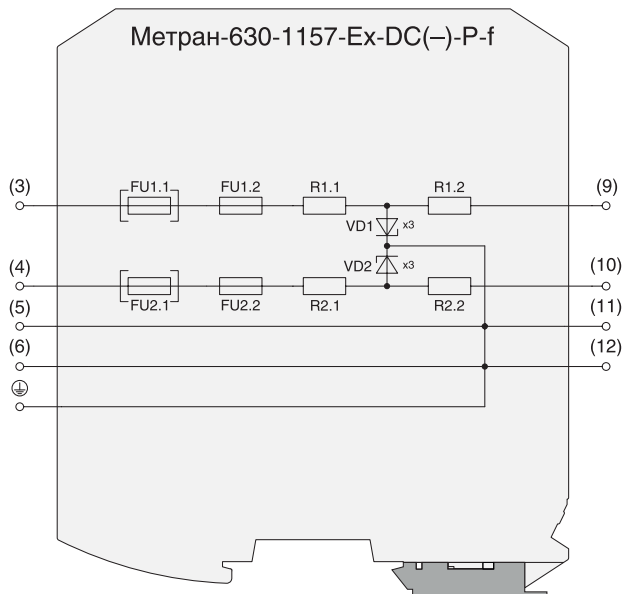 Метран-630-1157-Ex-DC(–)-P-f
(3) FU1.1 FU1.2 R1.1 R1.2 (9)
VD1 x3
(4) VD2 x3 (10)
FU2.1 FU2.2 R2.1 R2.2
(5) (11)
(6) (12)